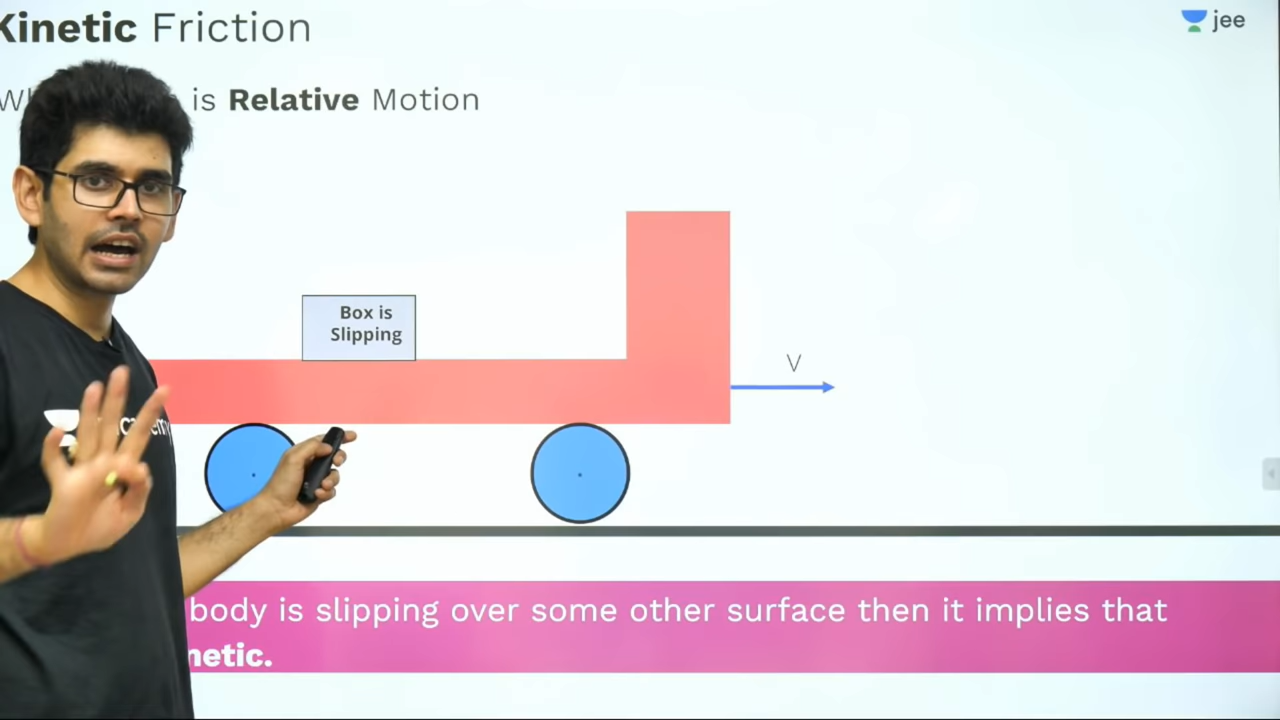 Kinetic Friction
jee
is Relative Motion
Box is
Slipping
V
body is slipping over some other surface then it implies that
netic.